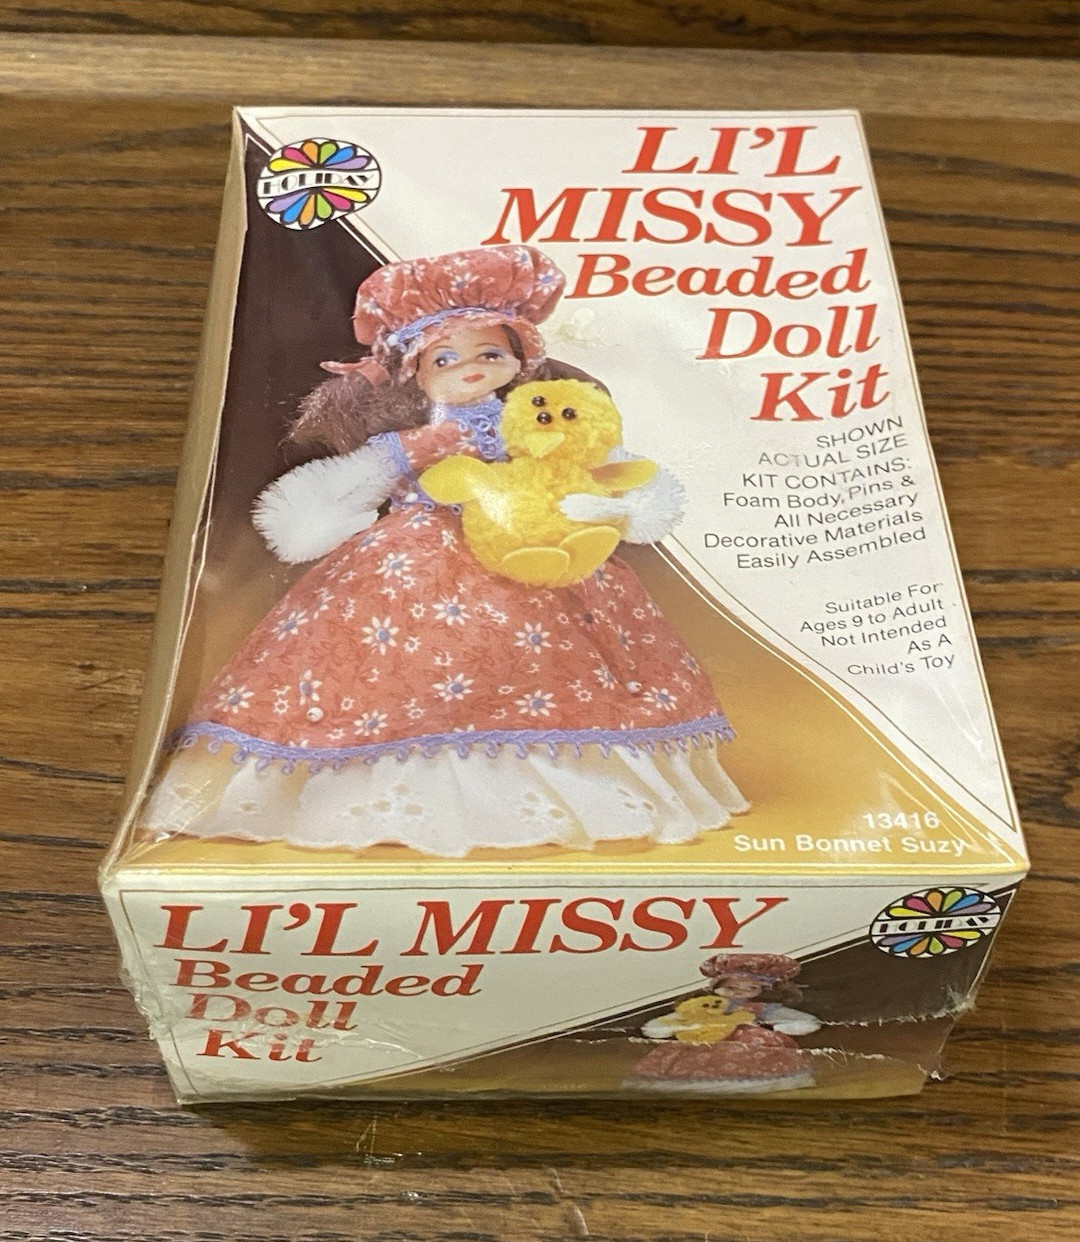 HOLIDAY
LI'L
MISSY
Beaded
Doll
Kit
SHOWN
ACTUAL SIZE
KIT CONTAINS:
Foam Body, Pins &
All Necessary
Decorative Materials
Easily Assembled
Suitable For
Ages 9 to Adult
Not Intended
As A
Child's Toy
13416
Sun Bonnet Suzy
LI'L MISSY
Beaded
Doll
Kit
HOLIDAY